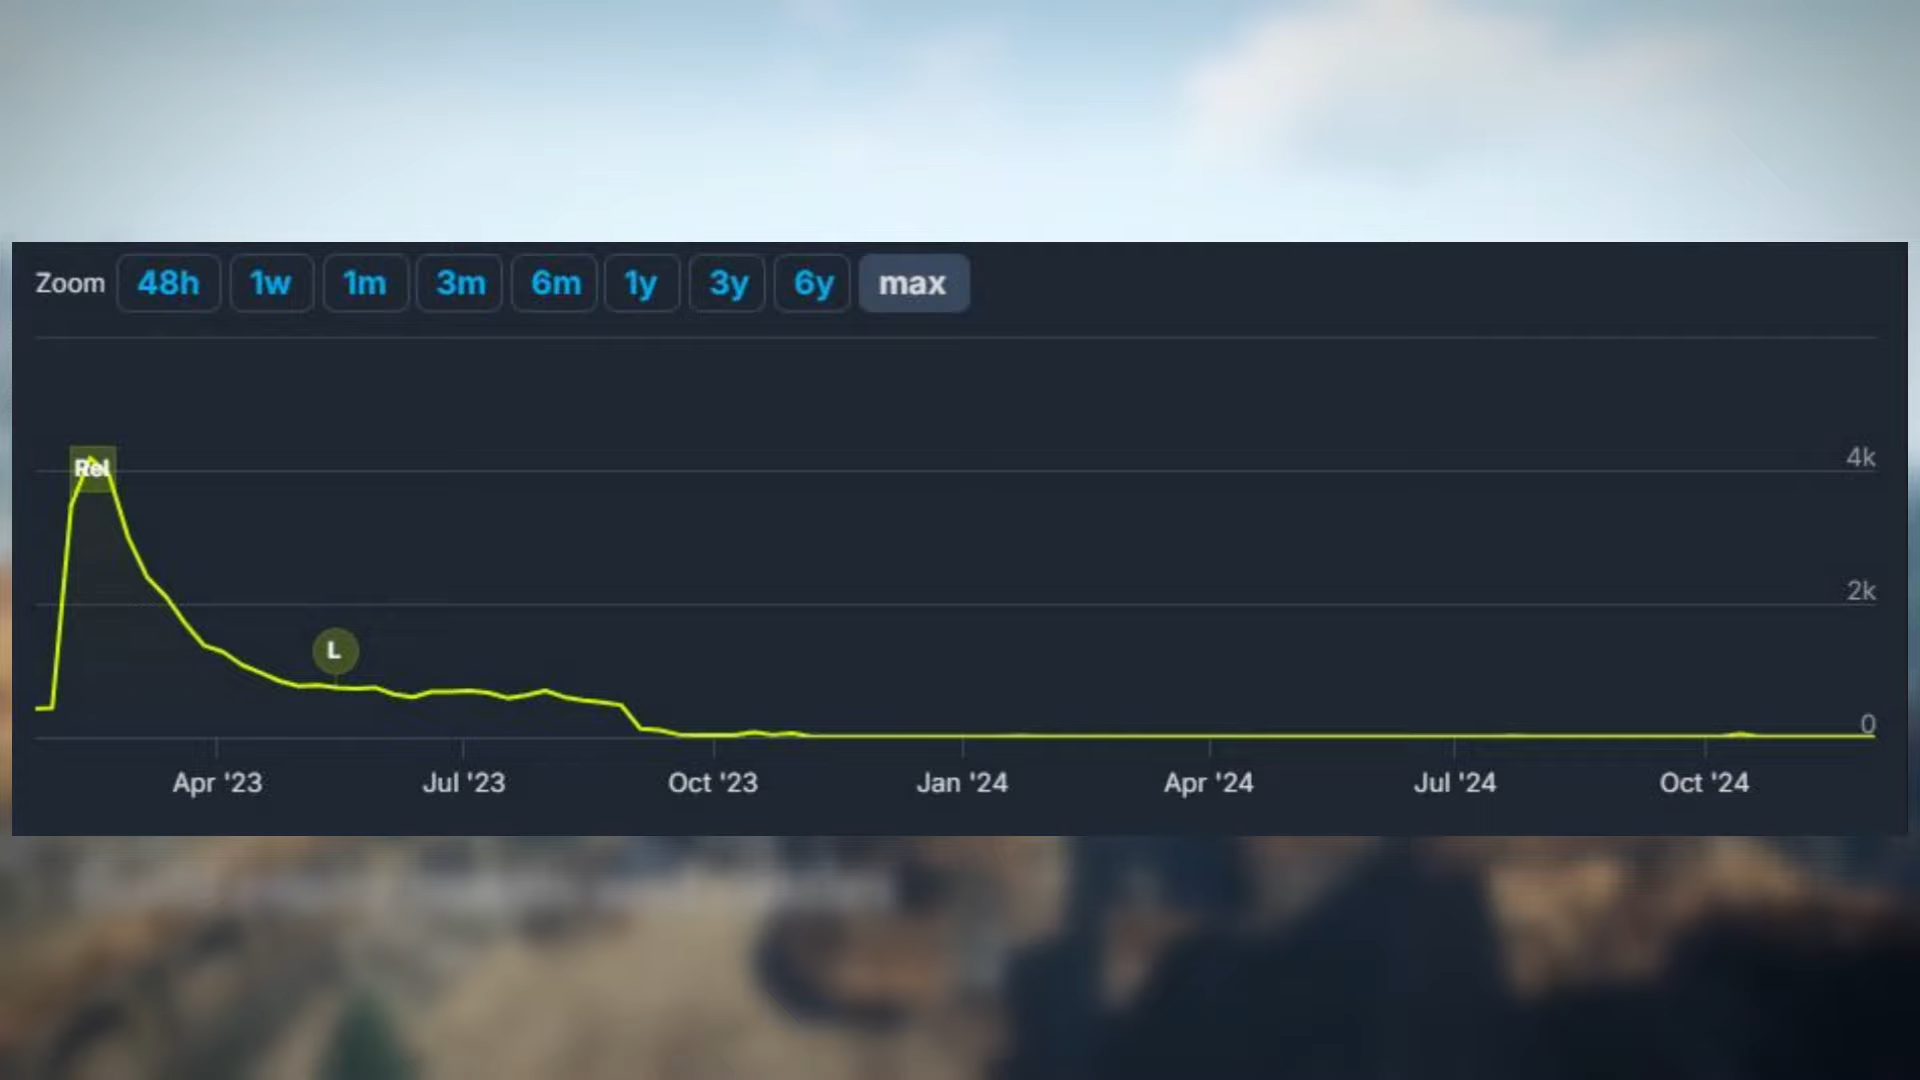 Zoom 48h 1w 1m 3m 6m 1y 3y 6y max
Rel
4k
2k
L
0
Apr '23 Jul '23 Oct '23 Jan '24 Apr '24 Jul '24 Oct '24